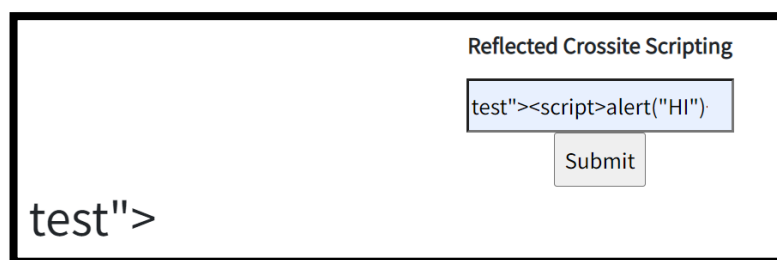 Reflected Crossite Scripting
test"><script>alert("HI")
Submit
test">